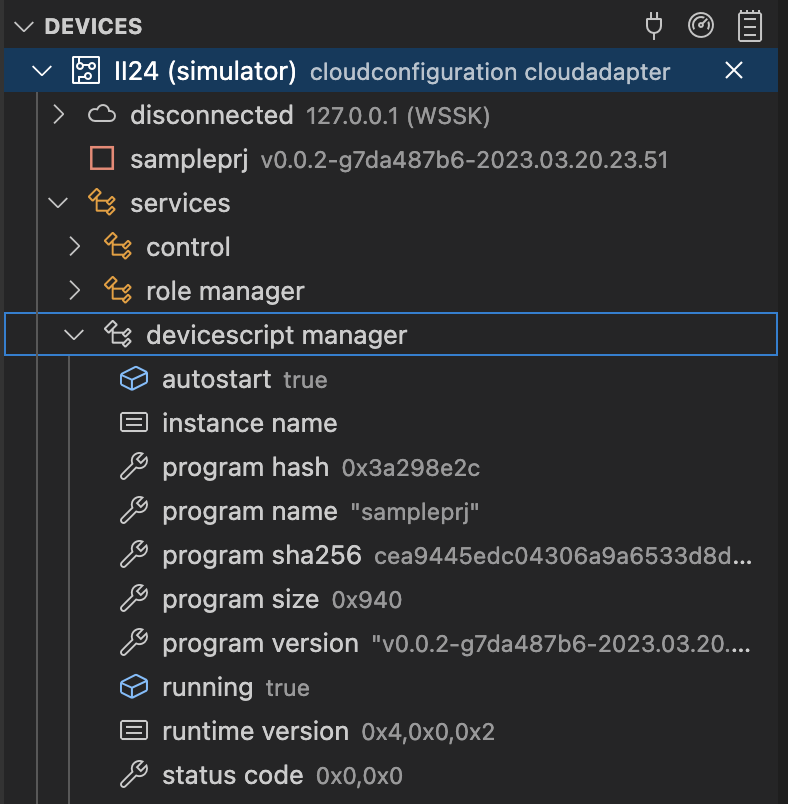 DEVICES
II24 (simulator) cloudconfiguration cloudadapter
disconnected 127.0.0.1 (WSSK)
sampleprj v0.0.2-g7da487b6-2023.03.20.23.51
services
control
role manager
devicescript manager
autostart true
instance name
program hash 0x3a298e2c
program name "sampleprj"
program sha256 cea9445edc04306a9a6533d8d...
program size 0x940
program version "v0.0.2-g7da487b6-2023.03.20....
running true
runtime version 0x4,0x0,0x2
status code 0x0,0x0